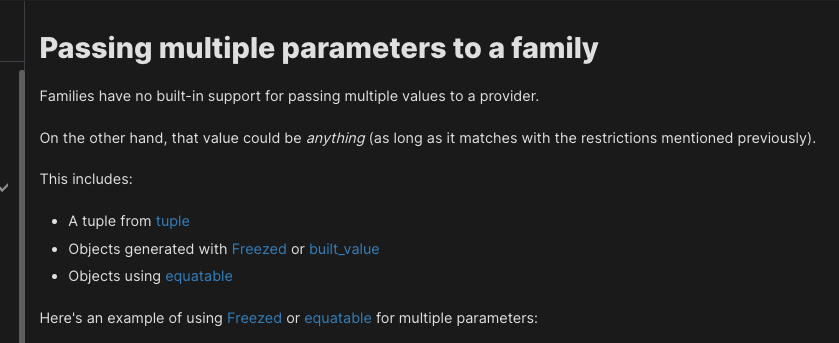 Passing multiple parameters to a family
Families have no built-in support for passing multiple values to a provider.
On the other hand, that value could be anything (as long as it matches with the restrictions mentioned previously).
This includes:
• A tuple from tuple
• Objects generated with Freezed or built_value
• Objects using equatable
Here's an example of using Freezed or equatable for multiple parameters: